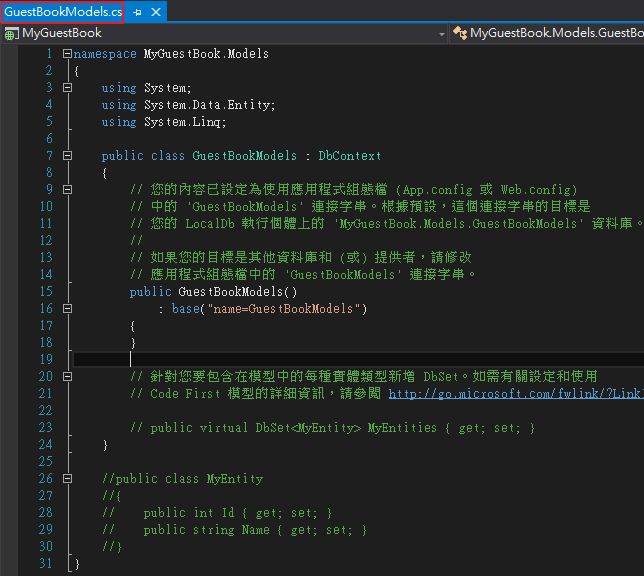 GuestBookModels.cs
MyGuestBook
MyGuestBook.Models.GuestBo
1 namespace MyGuestBook.Models
2 {
3 using System;
4 using System.Data.Entity;
5 using System.Linq;
6
7 public class GuestBookModels : DbContext
8 {
9 // 您的內容已設定為使用應用程式組態檔 (App.config 或 Web.config)
10 // 中的 'GuestBookModels' 連接字串。根據預設，這個連接字串的目標是
11 // 您的 LocalDb 執行個體上的 'MyGuestBook.Models.GuestBookModels' 資料庫。
12 //
13 // 如果您的目標是其他資料庫和 (或) 提供者，請修改
14 // 應用程式組態檔中的 'GuestBookModels' 連接字串。
15 public GuestBookModels()
16 : base("name=GuestBookModels")
17 {
18 }
19
20 // 針對您要包含在模型中的每種實體類型新增 DbSet。如需有關設定和使用
21 // Code First 模型的詳細資訊，請參閱 http://go.microsoft.com/fwlink/?Link
22
23 // public virtual DbSet<MyEntity> MyEntities { get; set; }
24 }
25
26 //public class MyEntity
27 //{
28 // public int Id { get; set; }
29 // public string Name { get; set; }
30 //}
31 }